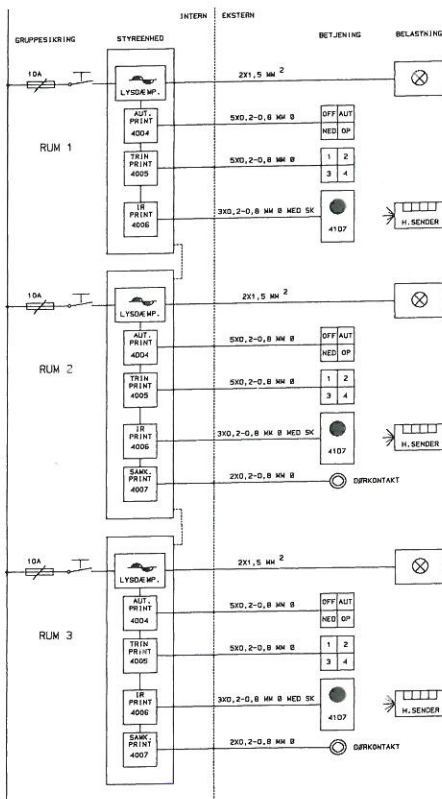 INTERN EKSTERN
GRUPPESIKRING STYREENHED BETJENING BELASTNING
10A
LYSDÆMP.
2X1,5 MM 2
RUM 1
AUT. PRINT 4004
5X0,2-0,8 MM Ø
OFF AUT
NED OP
TRIN PRINT 4005
5X0,2-0,8 MM Ø
1 2
3 4
IR PRINT 4006
3X0,2-0,8 MM Ø MED SK
4107
H.SENDER
10A
LYSDÆMP.
2X1,5 MM 2
RUM 2
AUT. PRINT 4004
5X0,2-0,8 MM Ø
OFF AUT
NED OP
TRIN PRINT 4005
5X0,2-0,8 MM Ø
1 2
3 4
IR PRINT 4006
3X0,2-0,8 MM Ø MED SK
4107
H.SENDER
SAMK. PRINT 4007
2X0,2-0,8 MM Ø
DØRKONTAKT
10A
LYSDÆMP.
2X1,5 MM 2
RUM 3
AUT. PRINT 4004
5X0,2-0,8 MM Ø
OFF AUT
NED OP
TRIN PRINT 4005
5X0,2-0,8 MM Ø
1 2
3 4
IR PRINT 4006
3X0,2-0,8 MM Ø MED SK
4107
H.SENDER
SAMK. PRINT 4007
2X0,2-0,8 MM Ø
DØRKONTAKT